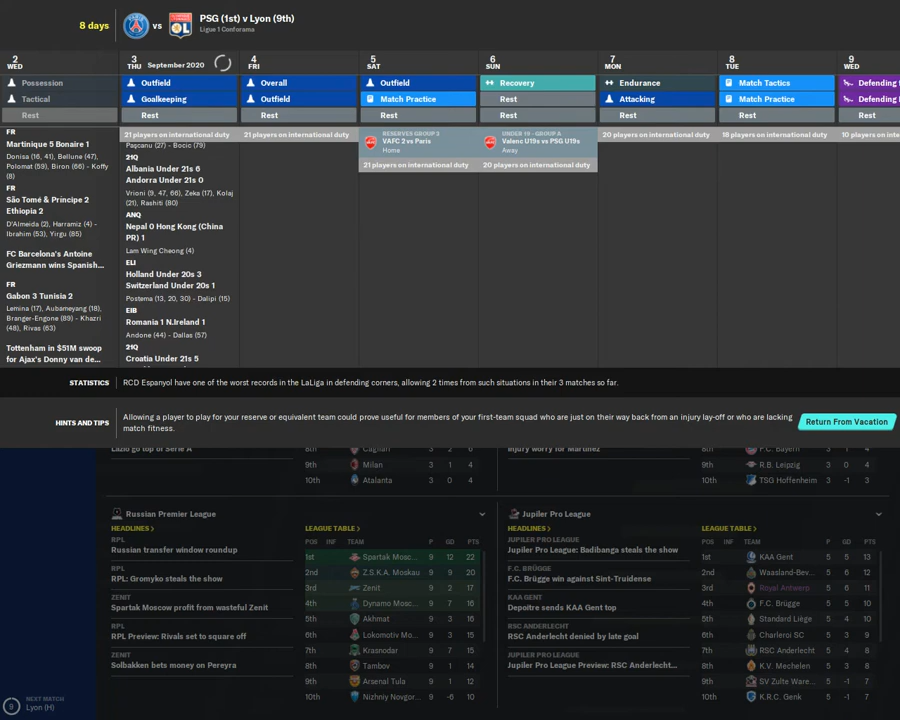 8 days
vs
PSG (1st) v Lyon (9th)
Ligue 1 Conforama
2
WED
3
THU September 2020
4
FRI
5
SAT
6
SUN
7
MON
8
TUE
9
WED
Possession
Outfield
Overall
Outfield
Recovery
Endurance
Match Tactics
Defending
Tactical
Goalkeeping
Outfield
Match Practice
Rest
Attacking
Match Practice
Defending
Rest
Rest
Rest
Rest
Rest
Rest
Rest
Rest
FR
Martinique 5 Bonaire 1
Donisa (16, 41), Bellune (47),
Polomat (59), Biron (66) - Koffy
(8)
FR
São Tomé & Príncipe 2
Ethiopia 2
D'Almeida (2), Harramiz (4) -
Ibrahim (53), Yirgu (85)
FC Barcelona's Antoine
Griezmann wins Spanish...
FR
Gabon 3 Tunisia 2
Lemina (17), Aubameyang (18),
Branger-Engone (89) - Khazri
(48), Rivas (63)
Tottenham in $51M swoop
for Ajax's Donny van de...
21 players on international duty
Paçcanu (27) - Bocic (79)
21Q
Albania Under 21s 6
Andorra Under 21s 0
Vrioni (9, 47, 66), Zeka (17), Kolaj
(21), Rashiti (80)
ANQ
Nepal 0 Hong Kong (China
PR) 1
Lam Wing Cheong (4)
ELI
Holland Under 20s 3
Switzerland Under 20s 1
Postema (13, 20, 30) - Dalipi (15)
EIB
Romania 1 N.Ireland 1
Andone (44) - Dallas (57)
21Q
Croatia Under 21s 5
21 players on international duty
RESERVES GROUP 3
VAFC 2 vs Paris
Home
21 players on international duty
UNDER 19 - GROUP A
Valenc U19s vs PSG U19s
Away
20 players on international duty
20 players on international duty
18 players on international duty
10 players on inter
STATISTICS
RCD Espanyol have one of the worst records in the LaLiga in defending corners, allowing 2 times from such situations in their 3 matches so far.
HINTS AND TIPS
Allowing a player to play for your reserve or equivalent team could prove useful for members of your first-team squad who are just on their way back from an injury lay-off or who are lacking
match fitness.
Return From Vacation
Lazio go top of Serie A
8th Cagliari 3 2 6
9th Milan 3 1 4
10th Atalanta 3 0 4
Injury worry for Martínez
8th F.C. Bayern 3 1 4
9th R.B. Leipzig 3 0 4
10th TSG Hoffenheim 3 -1 3
Russian Premier League
HEADLINES >
RPL
Russian transfer window roundup
RPL
RPL: Gromyko steals the show
ZENIT
Spartak Moscow profit from wasteful Zenit
RPL
RPL Preview: Rivals set to square off
ZENIT
Solbakken bets money on Pereyra
LEAGUE TABLE >
POS INF TEAM P GD PTS
1st Spartak Mosc... 9 12 22
2nd Z.S.K.A. Moskau 9 9 20
3rd Zenit 9 2 17
4th Dynamo Mosc... 9 7 16
5th Akhmat 9 3 16
6th Lokomotiv Mo... 9 3 15
7th Krasnodar 9 7 15
8th Tambov 9 1 14
9th Arsenal Tula 9 1 12
10th Nizhniy Novgor... 9 -6 10
Jupiler Pro League
HEADLINES >
JUPILER PRO LEAGUE
Jupiler Pro League: Badibanga steals the show
F.C. BRÜGGE
F.C. Brügge win against Sint-Truidense
KAA GENT
Depoitre sends KAA Gent top
RSC ANDERLECHT
RSC Anderlecht denied by late goal
JUPILER PRO LEAGUE
Jupiler Pro League Preview: RSC Anderlecht...
LEAGUE TABLE >
POS INF TEAM P GD PTS
1st KAA Gent 5 5 13
2nd Waasland-Bev... 5 6 12
3rd Royal Antwerp 5 6 11
4th F.C. Brügge 5 5 10
5th Standard Liège 5 4 10
6th Charleroi SC 5 3 9
7th RSC Anderlecht 5 4 8
8th K.V. Mechelen 5 3 8
9th SV Zulte Ware... 5 -1 7
10th K.R.C. Genk 5 -1 7
9
NEXT MATCH
Lyon (H)